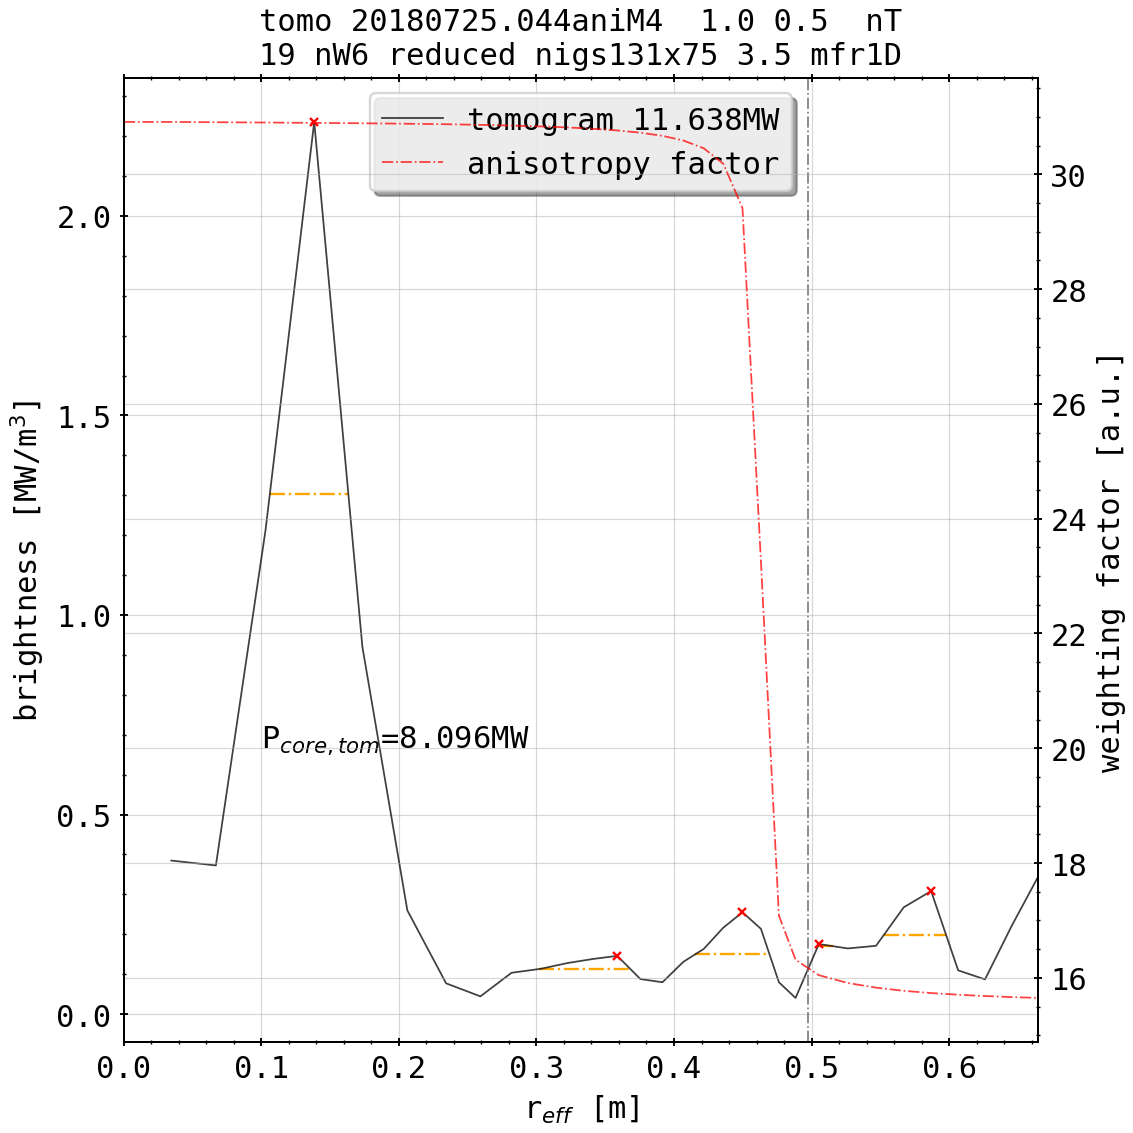 tomo 20180725.044aniM4  1.0 0.5  nT
19 nW6 reduced nigs131x75 3.5 mfr1D
tomogram 11.638MW
anisotropy factor
brightness [MW/m³]
2.0
1.5
1.0
0.5
0.0
P_core,tom=8.096MW
30
28
26
24
22
20
18
16
weighting factor [a.u.]
0.0 0.1 0.2 0.3 0.4 0.5 0.6
r_eff [m]